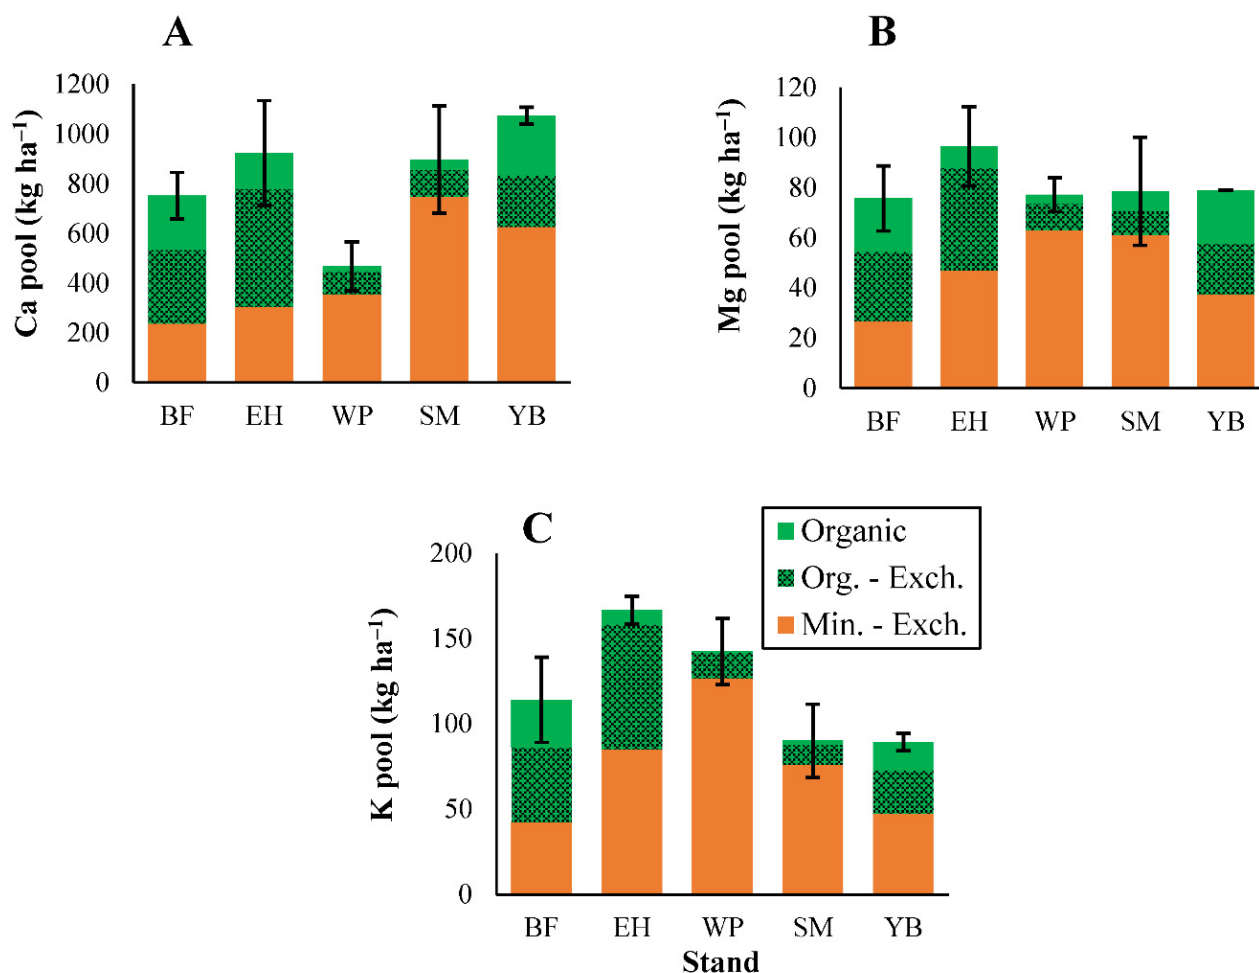 A
Ca pool (kg ha⁻¹)
1200
1000
800
600
400
200
0
BF EH WP SM YB
B
Mg pool (kg ha⁻¹)
120
100
80
60
40
20
0
BF EH WP SM YB
C
K pool (kg ha⁻¹)
200
150
100
50
0
BF EH WP SM YB
Stand
Organic
Org. - Exch.
Min. - Exch.